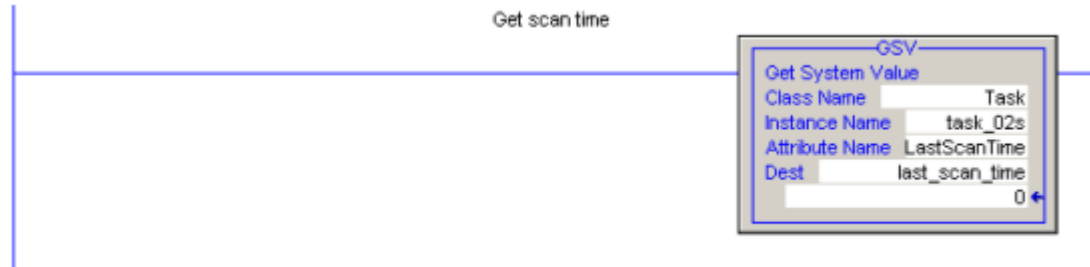 Get scan time
GSV
Get System Value
Class Name Task
Instance Name task_02s
Attribute Name LastScanTime
Dest last_scan_time
0